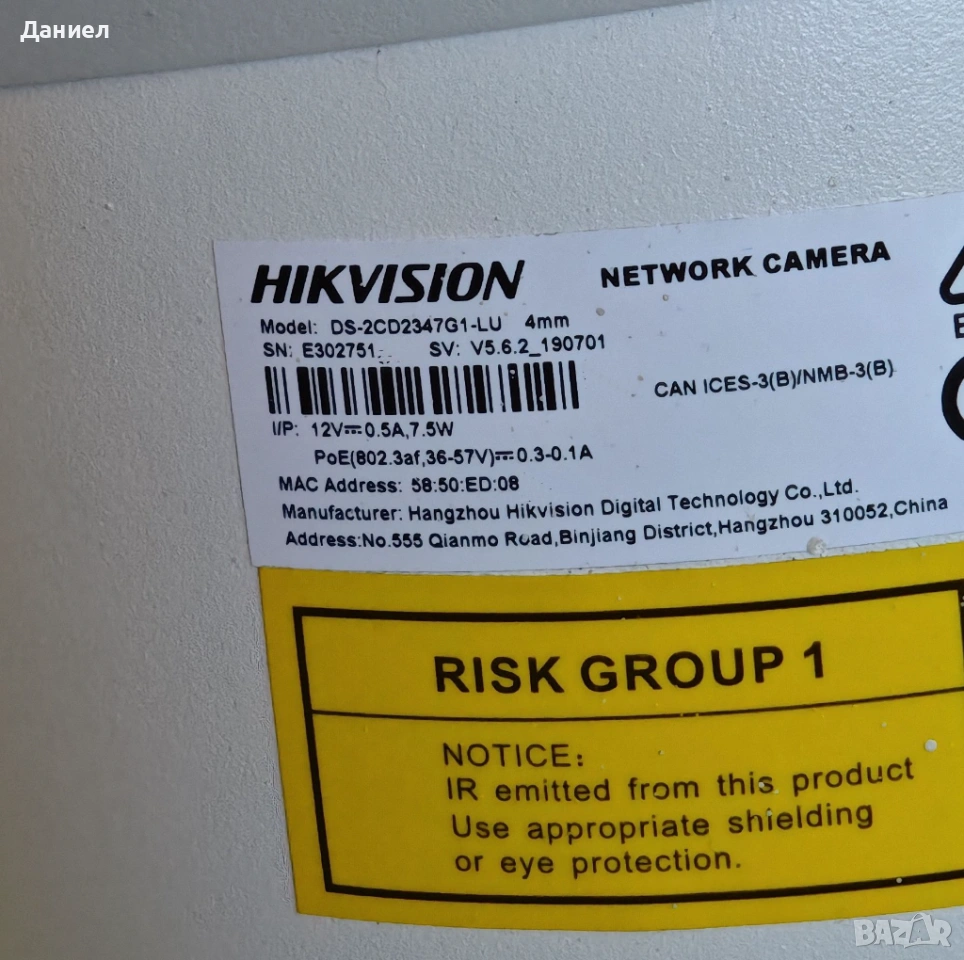 Даниел
HIKVISION NETWORK CAMERA
Model: DS-2CD2347G1-LU 4mm
SN: E302751 SV: V5.6.2_190701
CAN ICES-3(B)/NMB-3(B)
I/P: 12V⎓0.5A,7.5W
PoE(802.3af,36-57V)⎓0.3-0.1A
MAC Address: 58:50:ED:08
Manufacturer: Hangzhou Hikvision Digital Technology Co.,Ltd.
Address:No.555 Qianmo Road,Binjiang District,Hangzhou 310052,China
RISK GROUP 1
NOTICE:
IR emitted from this product
Use appropriate shielding
or eye protection.
BAZAR